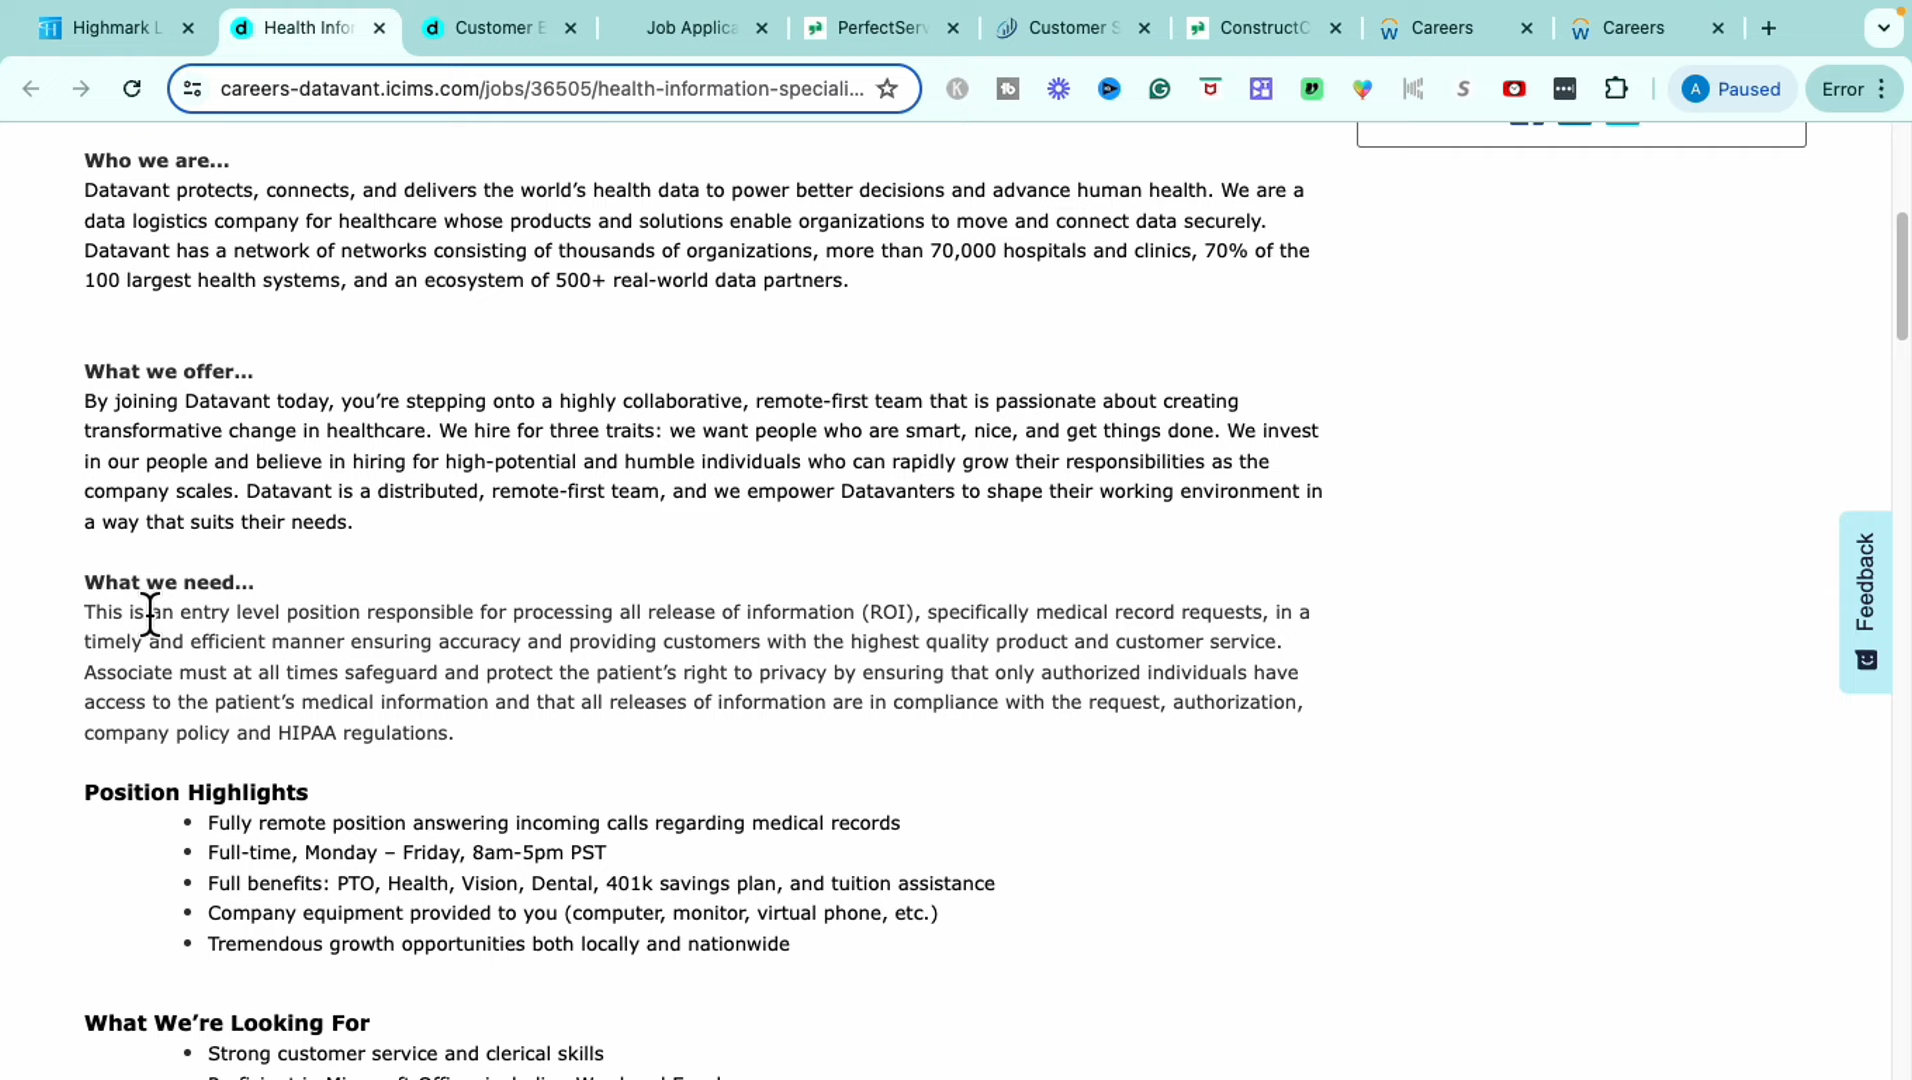 Highmark L
Health Infor
Customer E
Job Applica
PerfectServ
Customer S
ConstructC
Careers
Careers
careers-datavant.icims.com/jobs/36505/health-information-speciali...
Paused
Error
Who we are...
Datavant protects, connects, and delivers the world's health data to power better decisions and advance human health. We are a
data logistics company for healthcare whose products and solutions enable organizations to move and connect data securely.
Datavant has a network of networks consisting of thousands of organizations, more than 70,000 hospitals and clinics, 70% of the
100 largest health systems, and an ecosystem of 500+ real-world data partners.
What we offer...
By joining Datavant today, you're stepping onto a highly collaborative, remote-first team that is passionate about creating
transformative change in healthcare. We hire for three traits: we want people who are smart, nice, and get things done. We invest
in our people and believe in hiring for high-potential and humble individuals who can rapidly grow their responsibilities as the
company scales. Datavant is a distributed, remote-first team, and we empower Datavanters to shape their working environment in
a way that suits their needs.
What we need...
This is an entry level position responsible for processing all release of information (ROI), specifically medical record requests, in a
timely and efficient manner ensuring accuracy and providing customers with the highest quality product and customer service.
Associate must at all times safeguard and protect the patient's right to privacy by ensuring that only authorized individuals have
access to the patient's medical information and that all releases of information are in compliance with the request, authorization,
company policy and HIPAA regulations.
Position Highlights
• Fully remote position answering incoming calls regarding medical records
• Full-time, Monday – Friday, 8am-5pm PST
• Full benefits: PTO, Health, Vision, Dental, 401k savings plan, and tuition assistance
• Company equipment provided to you (computer, monitor, virtual phone, etc.)
• Tremendous growth opportunities both locally and nationwide
What We're Looking For
• Strong customer service and clerical skills
Feedback